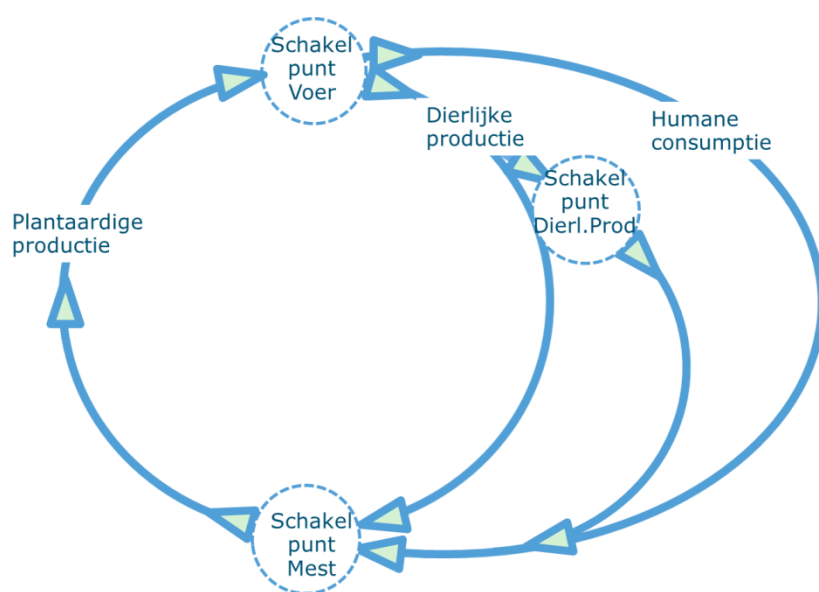 Schakel
punt
Voer
Dierlijke
productie
Humane
consumptie
Schakel
punt
Dierl.Prod
Plantaardige
productie
Schakel
punt
Mest